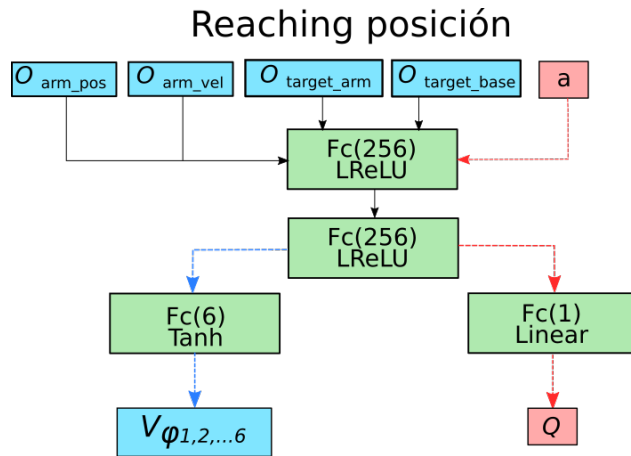 Reaching posición
O arm_pos
O arm_vel
O target_arm
O target_base
a
Fc(256)
LReLU
Fc(256)
LReLU
Fc(6)
Tanh
Fc(1)
Linear
Vφ1,2,...6
Q